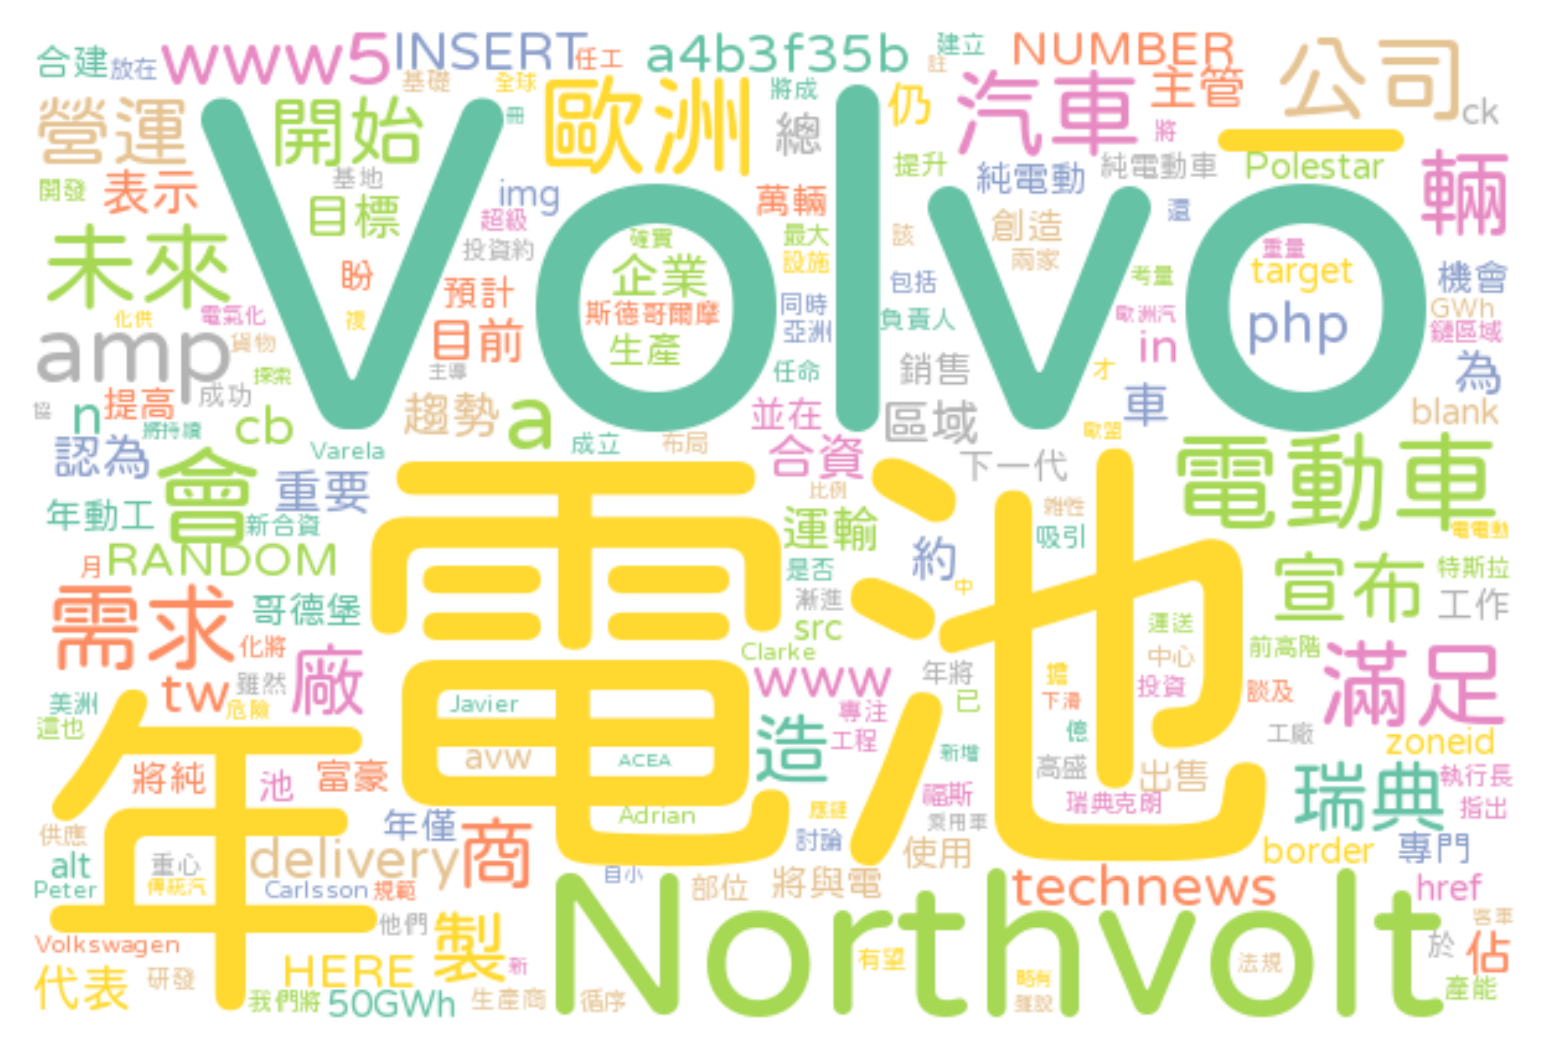 合建 放在 www5 INSERT 任工 a4b3f35b 建立 NUMBER 公司
基礎 全球 註 主管
營運 開始 冊 歐洲 將成 仍 汽車 ck
總 將 一
開發 表示 基地 img 提升 純電動 純電動車 Polestar 輛
目標 超級 萬輛 還
未來 Volvo 投資約 確實 最大 該 創造 重量
盼 企業 設施 兩家 target 機會
化供 電氣化 複 預計 斯德哥爾摩 同時 包括 考量 GWh
amp 貨物 目前 生產 亞洲 負責人 歐洲汽 in php 鏈區域
探索 主導 任命 銷售 才 為
協 n 提高 成功 趨勢 a 並在 區域 車 blank
將持續 cb Varela 成立 布局 歐盟
認為 會 重要 合資 下一代 電動車
年動工 新合資 電池 比例 雜性
運輸 約 吸引 電電動
月 RANDOM 是否 中 宣布 特斯拉
需求 哥德堡 漸進 運送 工作
化將 src Clarke 中心 前高階
tw 雖然 廠 www 年將 擔 投資 談及 滿足
美洲 危險 Javier 專注 已 下滑
這也 年 造 工程 新增 億 工廠 zoneid
將純 池 富豪 avw ACEA 高盛 出售 瑞典 執行長
福斯 瑞典克朗 指出
供應 年僅 商 Adrian 應鏈 乘用車
alt 重心 delivery 討論 使用 border 專門
Peter 傳統汽 Carlsson 規範 目小 部位 將與電 technews href
Volkswagen 他們 製 Northvolt 客車
於 佔
代表 研發 HERE 新 有望 法規
我們將 50GWh 生產商 循序 略有 產能
雖說